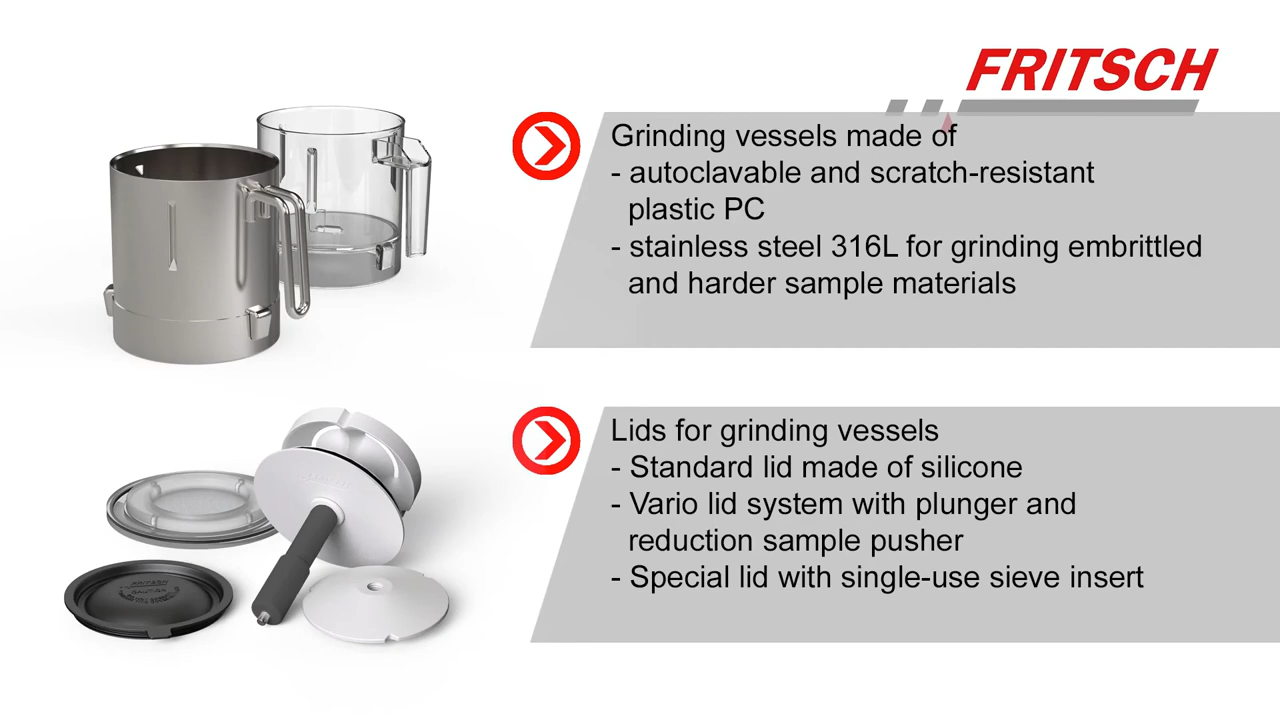 FRITSCH
Grinding vessels made of
- autoclavable and scratch-resistant
plastic PC
- stainless steel 316L for grinding embrittled
and harder sample materials
Lids for grinding vessels
- Standard lid made of silicone
- Vario lid system with plunger and
reduction sample pusher
- Special lid with single-use sieve insert
FRITSCH